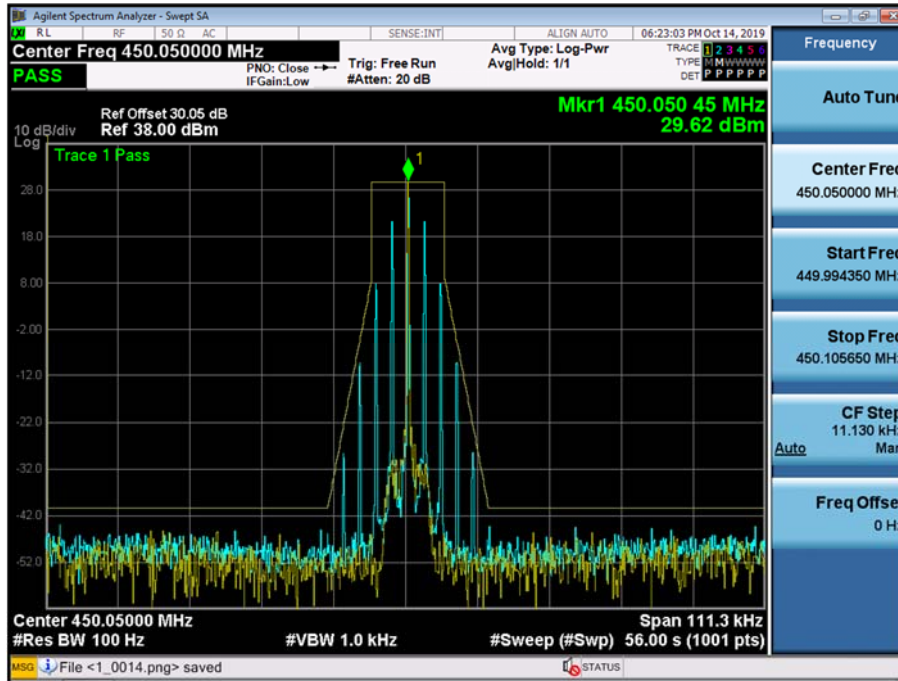 Agilent Spectrum Analyzer - Swept SA
LXI RL RF 50 Ω AC SENSE:INT ALIGN AUTO 06:23:03 PM Oct 14, 2019
Center Freq 450.050000 MHz
Avg Type: Log-Pwr
TRACE 1 2 3 4 5 6
PASS
PNO: Close
Trig: Free Run
Avg|Hold: 1/1
TYPE M M W W W W
IFGain:Low
#Atten: 20 dB
DET P P P P P P
Frequency
Ref Offset 30.05 dB
Mkr1 450.050 45 MHz
10 dB/div
Ref 38.00 dBm
29.62 dBm
Log
Trace 1 Pass
1
28.0
18.0
8.00
-2.00
-12.0
-22.0
-32.0
-42.0
-52.0
Auto Tune
Center Freq
450.050000 MHz
Start Freq
449.994350 MHz
Stop Freq
450.105650 MHz
CF Step
11.130 kHz
Auto Man
Freq Offset
0 Hz
Center 450.05000 MHz
Span 111.3 kHz
#Res BW 100 Hz
#VBW 1.0 kHz
#Sweep (#Swp) 56.00 s (1001 pts)
MSG File <1_0014.png> saved
STATUS